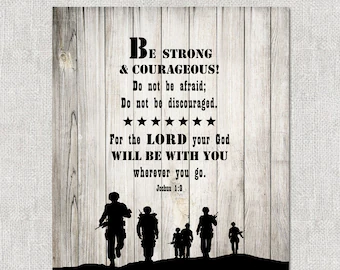 BE STRONG
& COURAGEOUS!
Do not be afraid;
Do not be discouraged.
★ ★ ★ ★ ★ ★ ★
For the LORD your God
WILL BE WITH YOU
wherever you go.
Joshua 1:9